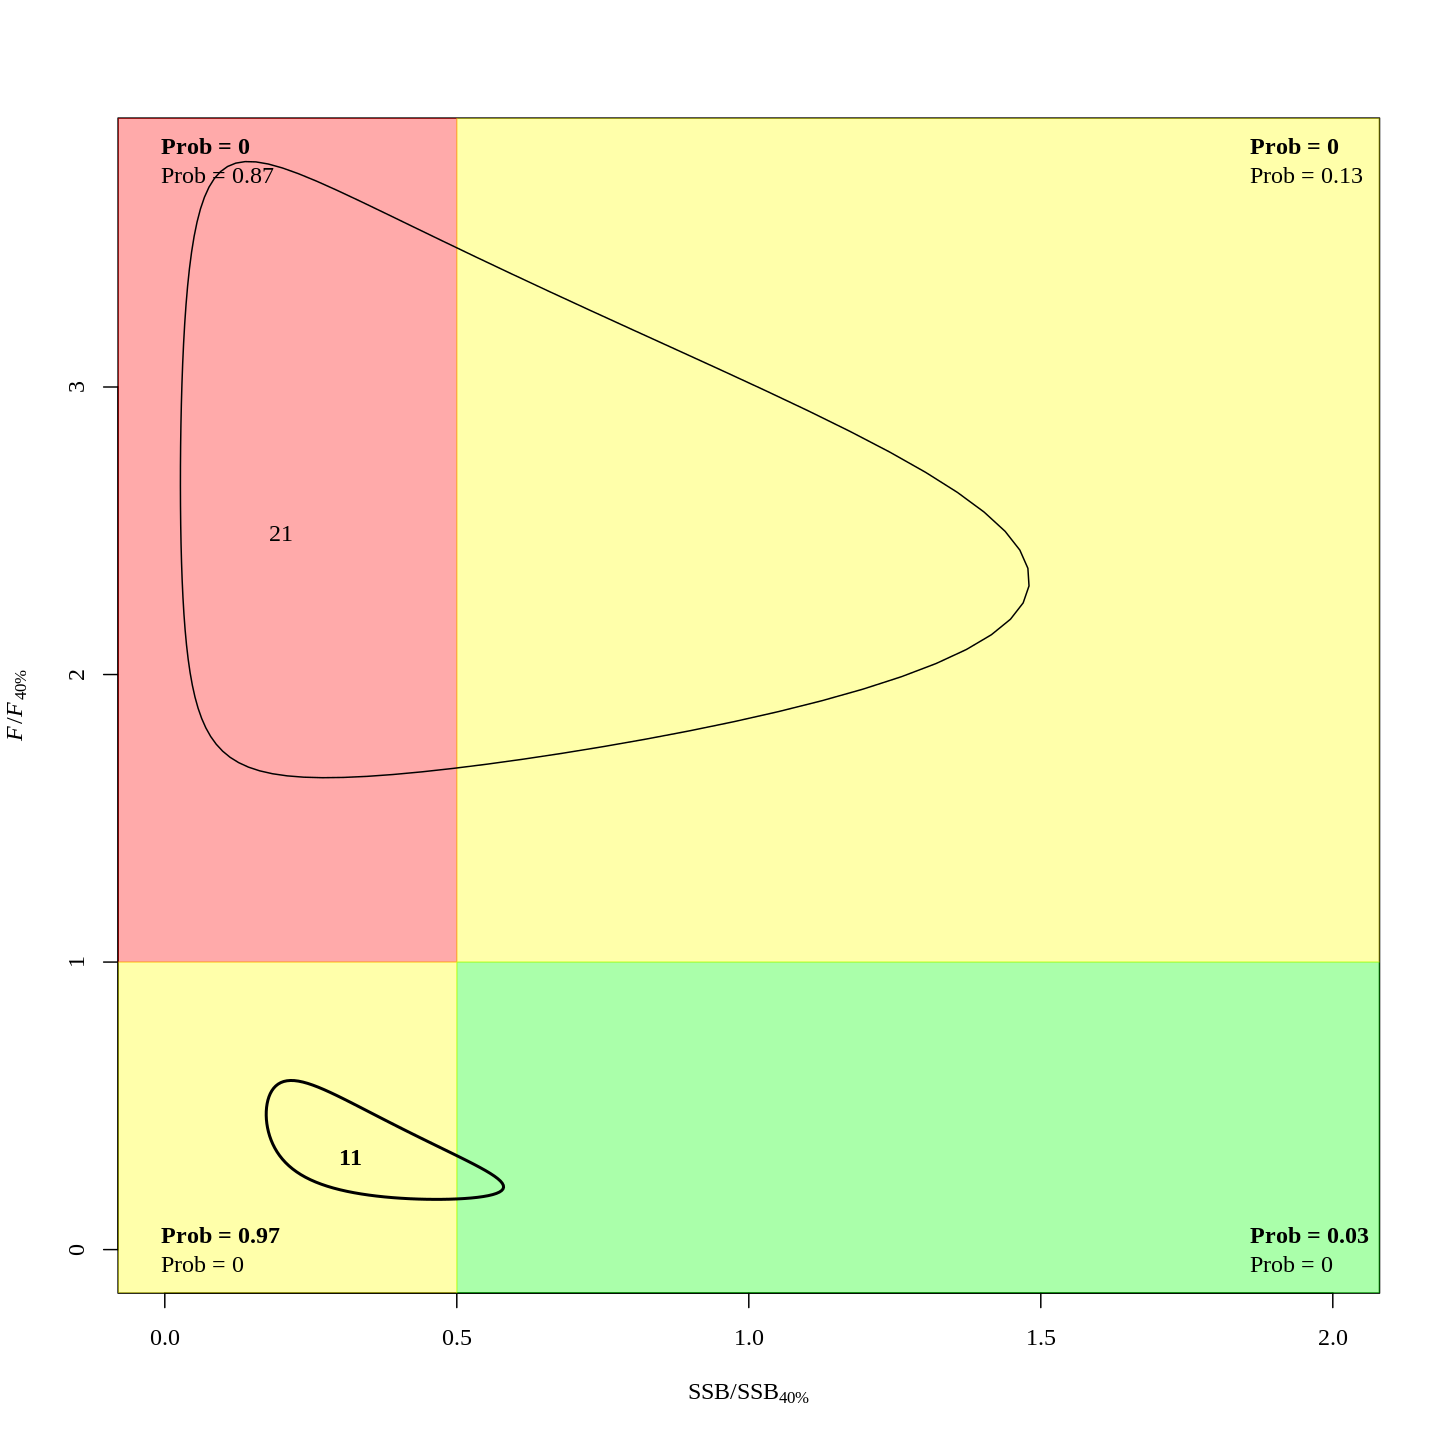 Prob = 0
Prob = 0.87
Prob = 0
Prob = 0.13
3
21
2
F/F40%
1
11
Prob = 0.97
Prob = 0
Prob = 0.03
Prob = 0
0
0.0 0.5 1.0 1.5 2.0
SSB/SSB40%